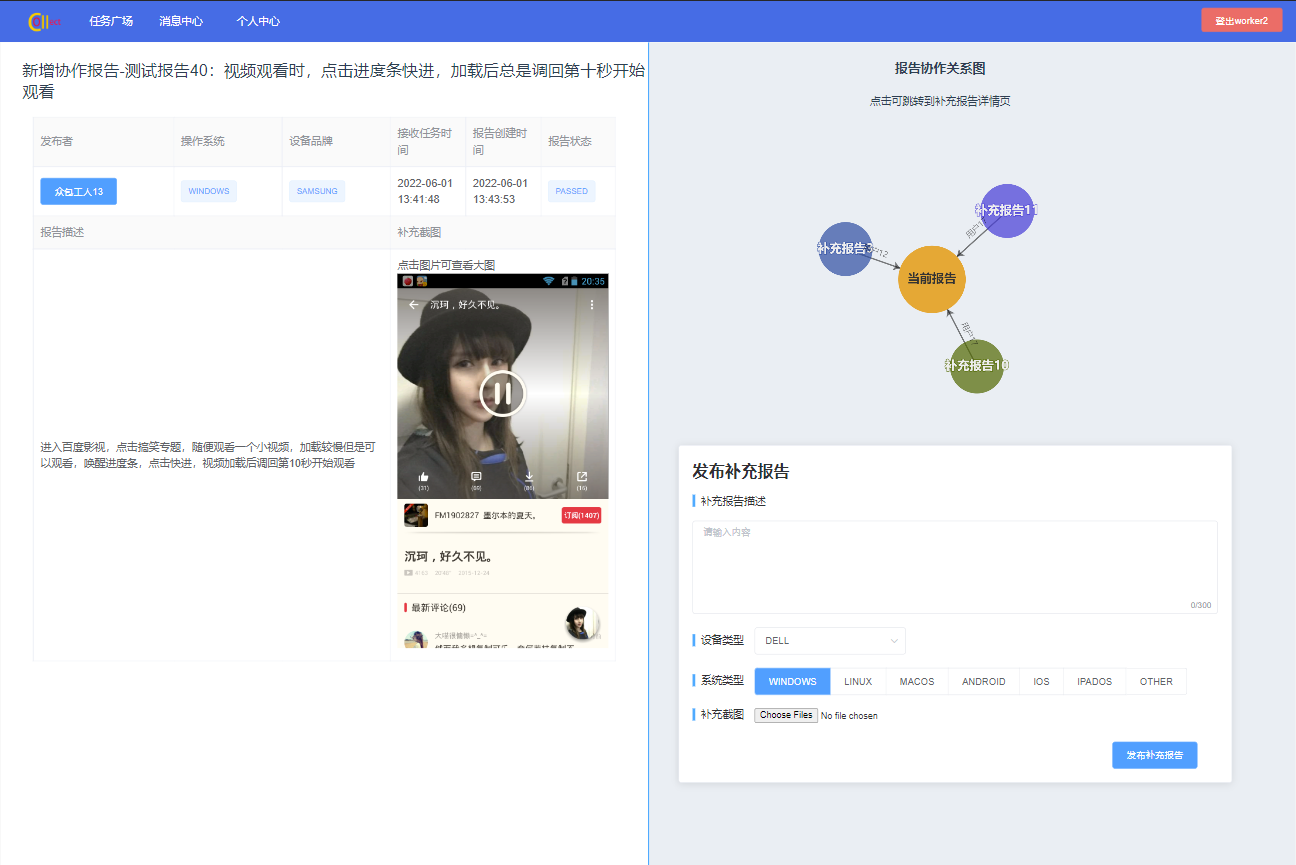 任务广场
消息中心
个人中心
登出worker2
新增协作报告-测试报告40：视频观看时，点击进度条快进，加载后总是调回第十秒开始
观看
发布者
操作系统
设备品牌
接收任务时
间
报告创建时
间
报告状态
众包工人13
WINDOWS
SAMSUNG
2022-06-01
13:41:48
2022-06-01
13:43:53
PASSED
报告描述
补充截图
进入百度影视，点击搞笑专题，随便观看一个小视频，加载较慢但是可
以观看，唤醒进度条，点击快进，视频加载后调回第10秒开始观看
点击图片可查看大图
20:35
沉珂，好久不见。
(31)
(69)
(81)
(16)
FM1902827 墨尔本的夏天。
订阅(1407)
沉珂，好久不见。
2015-12-24
最新评论(69)
大喵很慵懒=^_^=
报告协作关系图
点击可跳转到补充报告详情页
补充报告11
补充报告
当前报告
补充报告10
发布补充报告
补充报告描述
请输入内容
0/300
设备类型
DELL
系统类型
WINDOWS
LINUX
MACOS
ANDROID
IOS
IPADOS
OTHER
补充截图
Choose Files
No file chosen
发布补充报告